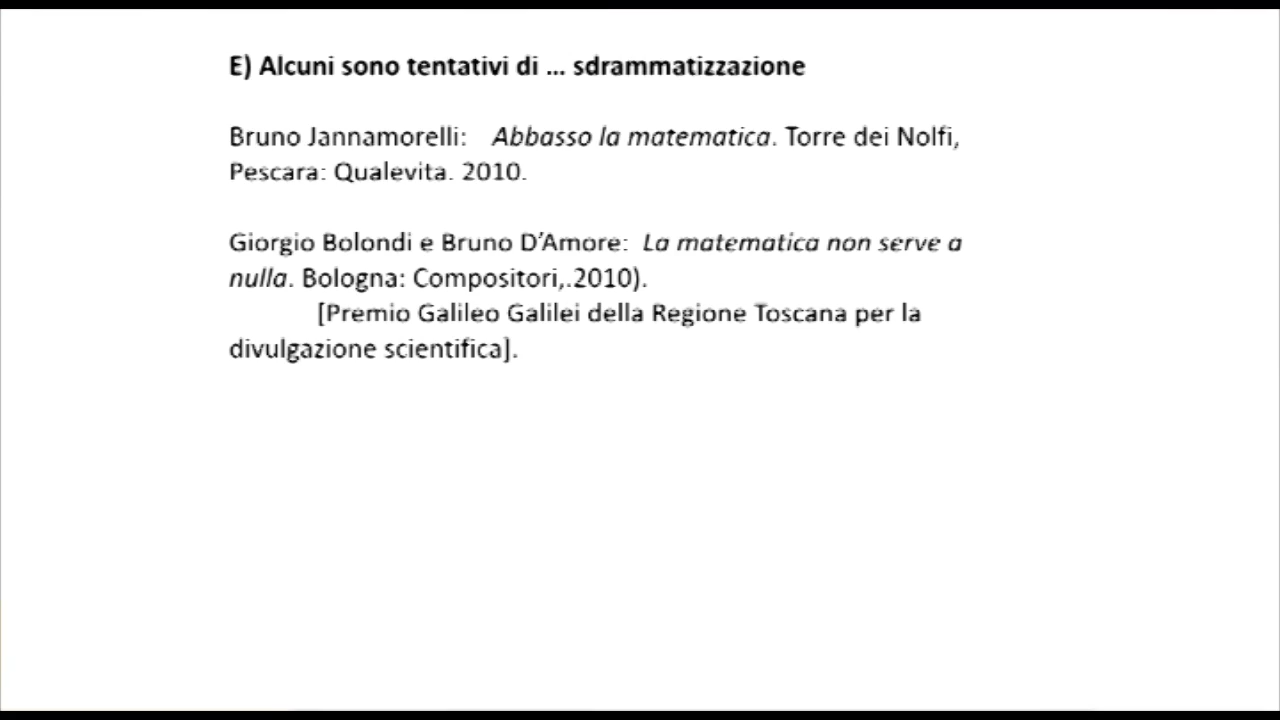 E) Alcuni sono tentativi di ... sdrammatizzazione
Bruno Jannamorelli: Abbasso la matematica. Torre dei Nolfi,
Pescara: Qualevita. 2010.
Giorgio Bolondi e Bruno D’Amore: La matematica non serve a
nulla. Bologna: Compositori,.2010).
[Premio Galileo Galilei della Regione Toscana per la
divulgazione scientifica].